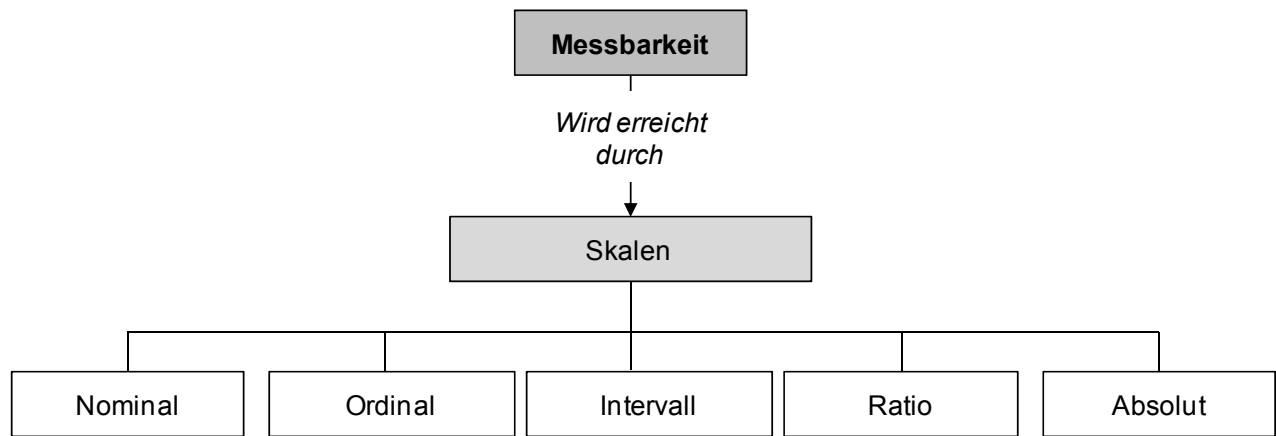 Messbarkeit
Wird erreicht
durch
Skalen
Nominal
Ordinal
Intervall
Ratio
Absolut